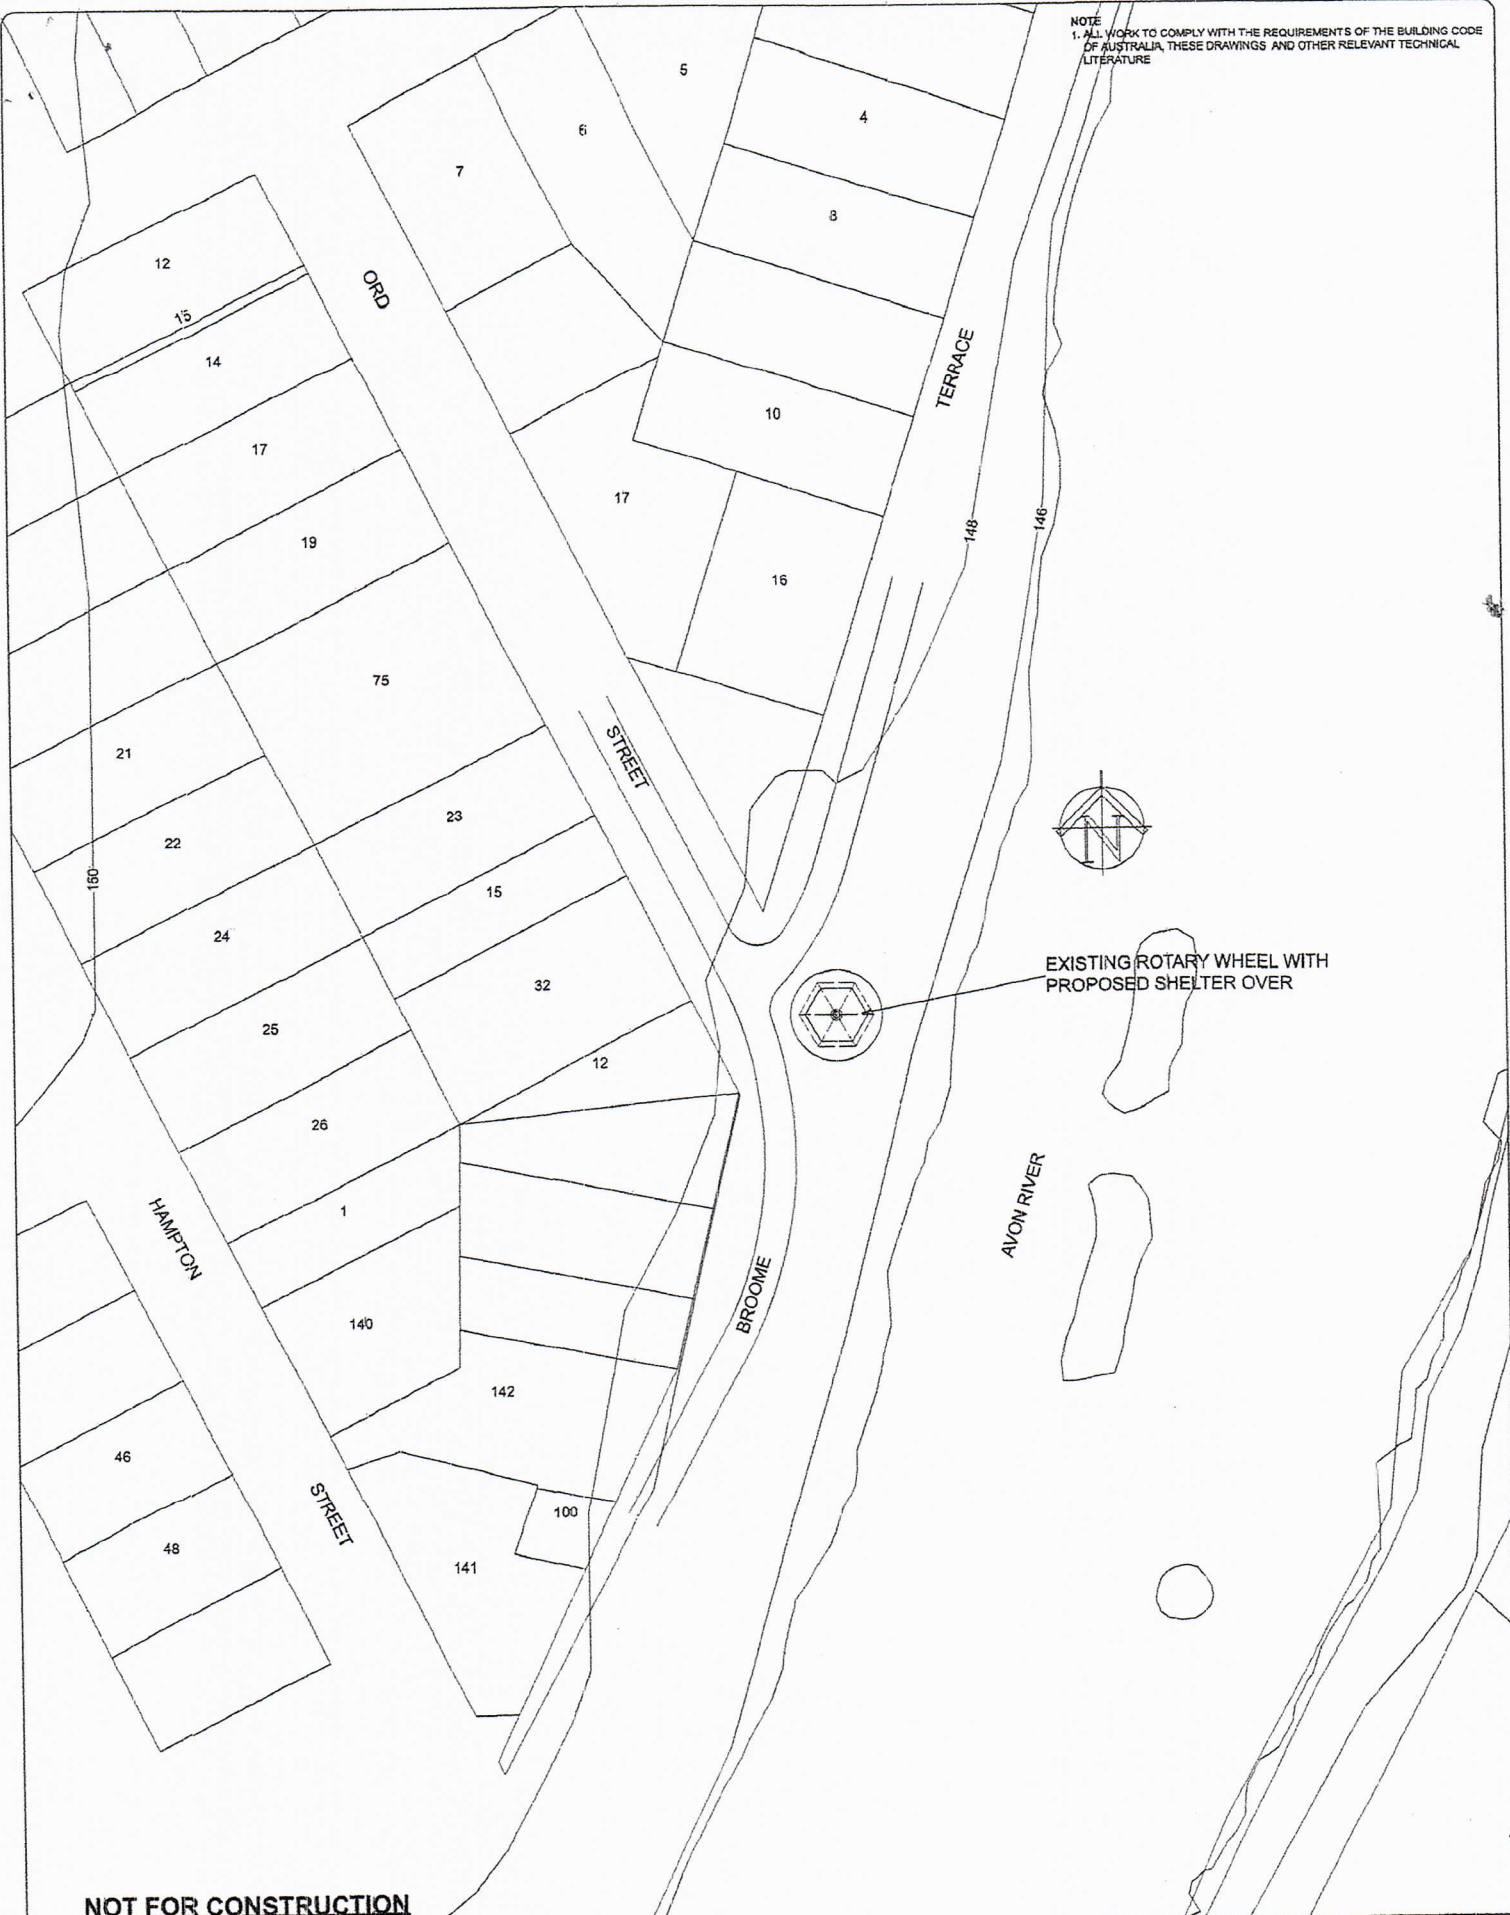 NOTE
1. ALL WORK TO COMPLY WITH THE REQUIREMENTS OF THE BUILDING CODE
OF AUSTRALIA, THESE DRAWINGS AND OTHER RELEVANT TECHNICAL
LITERATURE
5
4
6
7
8
12
ORD
15
14
TERRACE
10
17
17
148
146
19
16
75
STREET
21
23
22
160
15
N
24
EXISTING ROTARY WHEEL WITH
PROPOSED SHELTER OVER
32
25
12
26
AVON RIVER
HAMPTON
1
BROOME
140
142
46
STREET
100
48
141
NOT FOR CONSTRUCTION